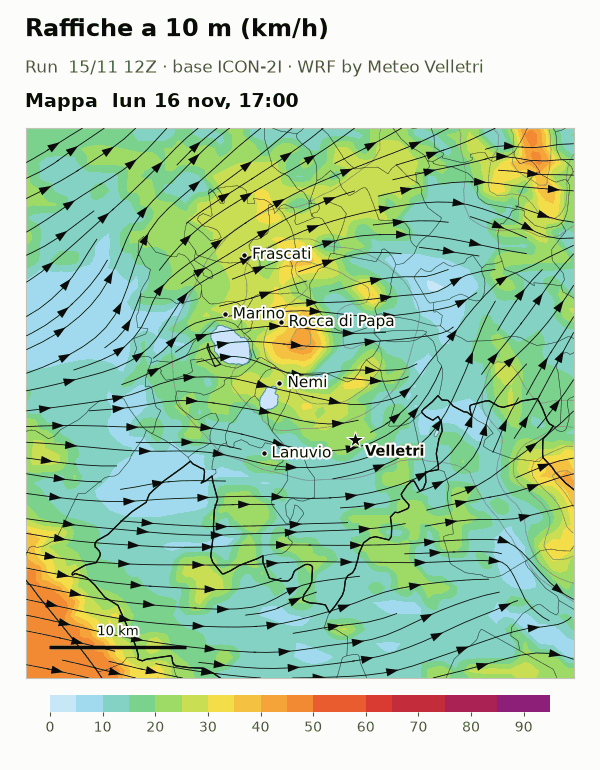 Raffiche a 10 m (km/h)
Run  15/11 12Z · base ICON-2I · WRF by Meteo Velletri
Mappa  lun 16 nov, 17:00
Frascati
Marino
Rocca di Papa
Nemi
Velletri
Lanuvio
10 km
0 10 20 30 40 50 60 70 80 90